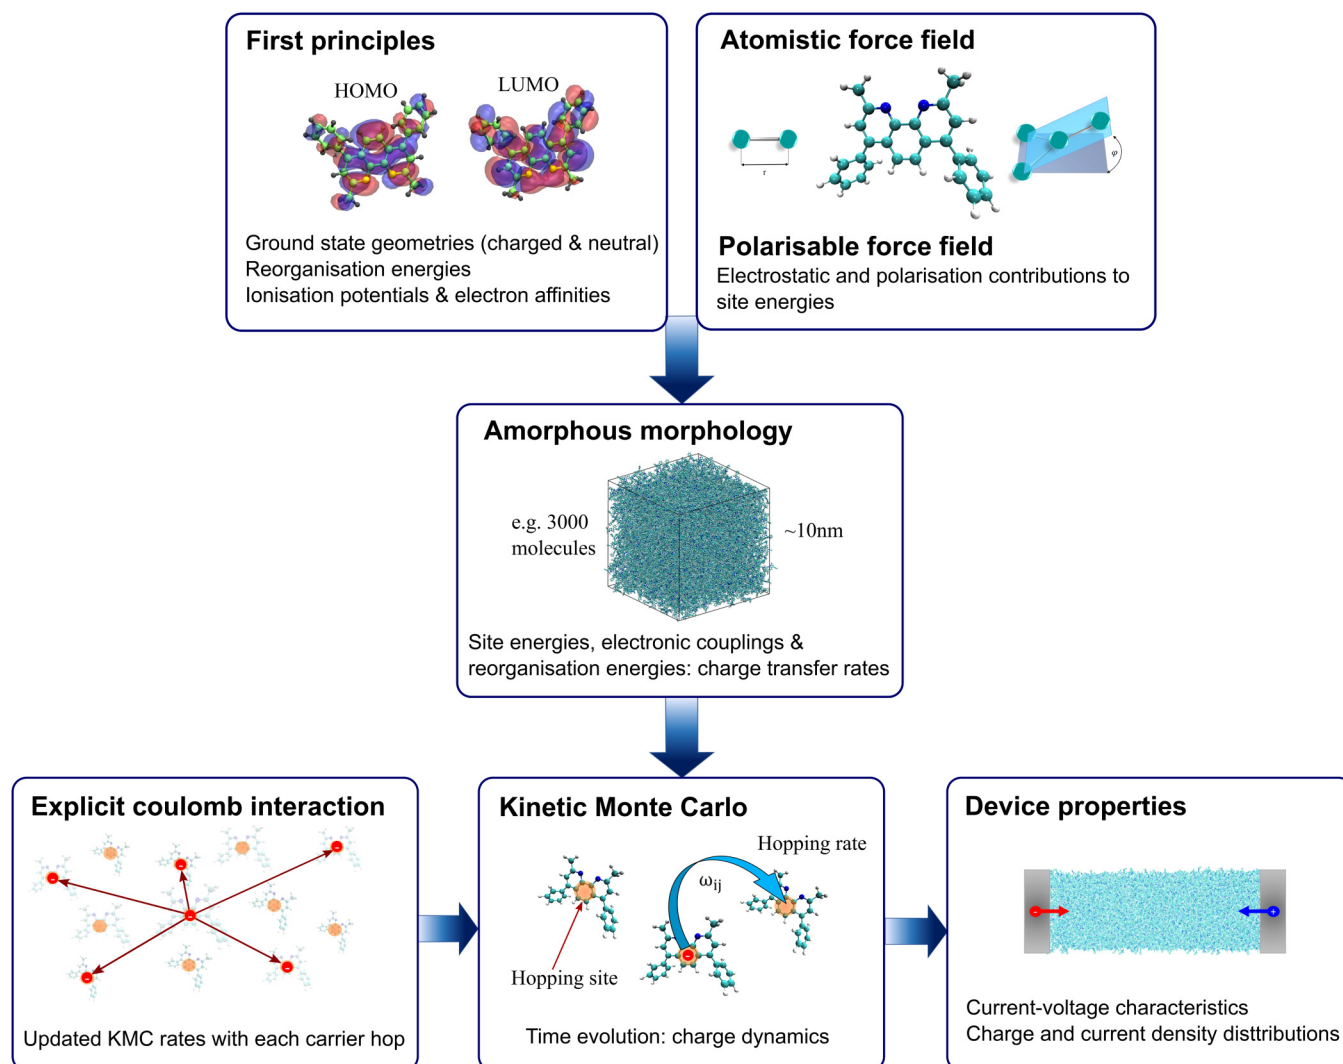 First principles
HOMO
LUMO
Ground state geometries (charged & neutral)
Reorganisation energies
Ionisation potentials & electron affinities
Atomistic force field
r
φ
Polarisable force field
Electrostatic and polarisation contributions to
site energies
Amorphous morphology
e.g. 3000
molecules
~10nm
Site energies, electronic couplings &
reorganisation energies: charge transfer rates
Explicit coulomb interaction
Updated KMC rates with each carrier hop
Kinetic Monte Carlo
Hopping rate
ωij
Hopping site
Time evolution: charge dynamics
Device properties
Current-voltage characteristics
Charge and current density disttributions